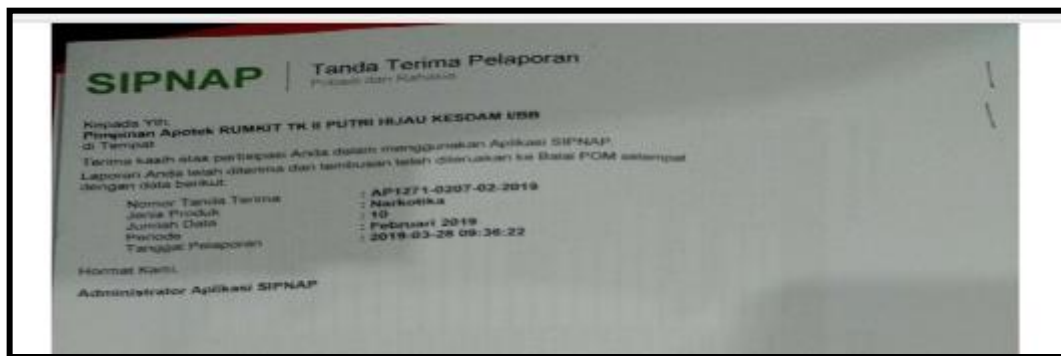 SIPNAP
Tanda Terima Pelaporan
Pribadi dan Rahasia
Kepada Yth.
Pimpinan Apotek RUMKIT TK II PUTRI HIJAU KESDAM I/BB
di Tempat
Terima kasih atas partisipasi Anda dalam menggunakan Aplikasi SIPNAP.
Laporan Anda telah diterima dan tembusan telah diteruskan ke Balai POM setempat
dengan data berikut:
Nomor Tanda Terima : AP1271-0207-02-2019
Jenis Produk : Narkotika
Jumlah Data : 10
Periode : Februari 2019
Tanggal Pelaporan : 2019-03-28 09:36:22
Hormat Kami,
Administrator Aplikasi SIPNAP